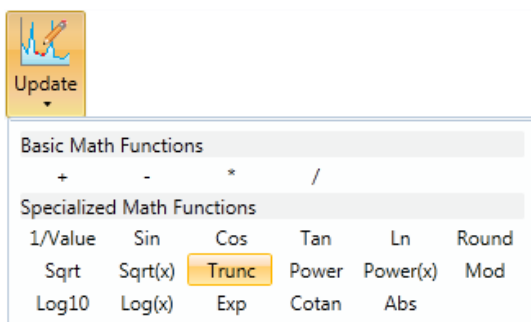 Update
Basic Math Functions
+ - * /
Specialized Math Functions
1/Value Sin Cos Tan Ln Round
Sqrt Sqrt(x) Trunc Power Power(x) Mod
Log10 Log(x) Exp Cotan Abs